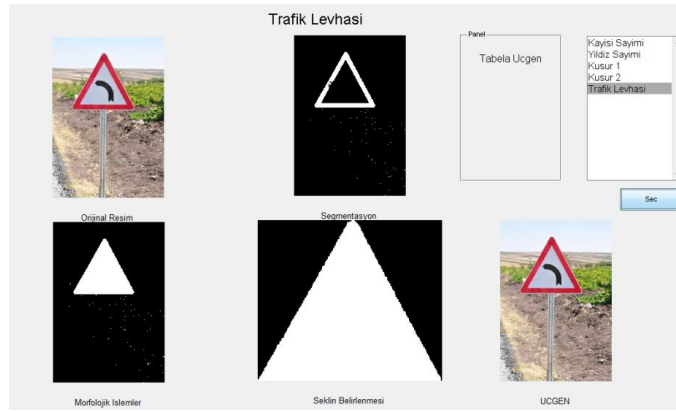 Trafik Levhasi
Panel
Tabela Ucgen
Kayisi Sayimi
Yildiz Sayimi
Kusur 1
Kusur 2
Trafik Levhasi
Sec
Orijinal Resim
Segmentasyon
Morfolojik Islemler
Seklin Belirlenmesi
UCGEN